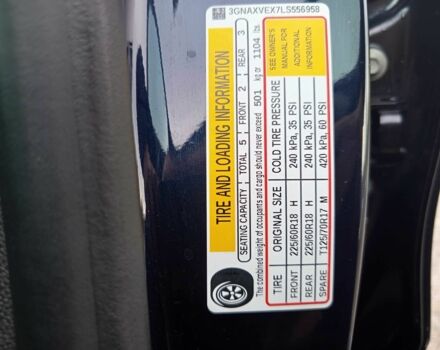 3GNAXVEX7LS556958
TIRE AND LOADING INFORMATION
SEATING CAPACITY TOTAL 5 FRONT 2 REAR 3
The combined weight of occupants and cargo should never exceed 501 kg or 1104 lbs.
TIRE ORIGINAL SIZE COLD TIRE PRESSURE
FRONT 225/60R18 H 240 kPa, 35 PSI
REAR 225/60R18 H 240 kPa, 35 PSI
SPARE T125/70R17 M 420 kPa, 60 PSI
SEE OWNER'S
MANUAL FOR
ADDITIONAL
INFORMATION